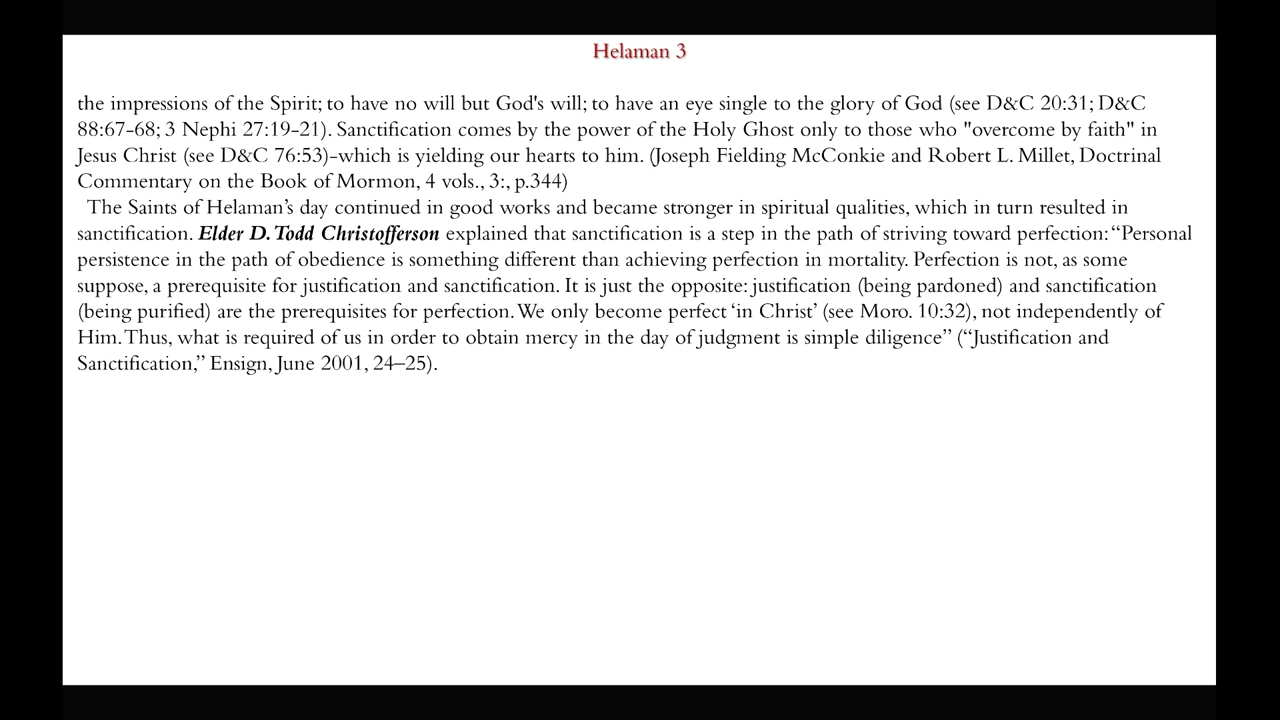 Helaman 3
the impressions of the Spirit; to have no will but God's will; to have an eye single to the glory of God (see D&C 20:31; D&C
88:67-68; 3 Nephi 27:19-21). Sanctification comes by the power of the Holy Ghost only to those who "overcome by faith" in
Jesus Christ (see D&C 76:53)-which is yielding our hearts to him. (Joseph Fielding McConkie and Robert L. Millet, Doctrinal
Commentary on the Book of Mormon, 4 vols., 3:, p.344)
The Saints of Helaman’s day continued in good works and became stronger in spiritual qualities, which in turn resulted in
sanctification. Elder D. Todd Christofferson explained that sanctification is a step in the path of striving toward perfection: “Personal
persistence in the path of obedience is something different than achieving perfection in mortality. Perfection is not, as some
suppose, a prerequisite for justification and sanctification. It is just the opposite: justification (being pardoned) and sanctification
(being purified) are the prerequisites for perfection. We only become perfect ‘in Christ’ (see Moro. 10:32), not independently of
Him. Thus, what is required of us in order to obtain mercy in the day of judgment is simple diligence” (“Justification and
Sanctification,” Ensign, June 2001, 24–25).